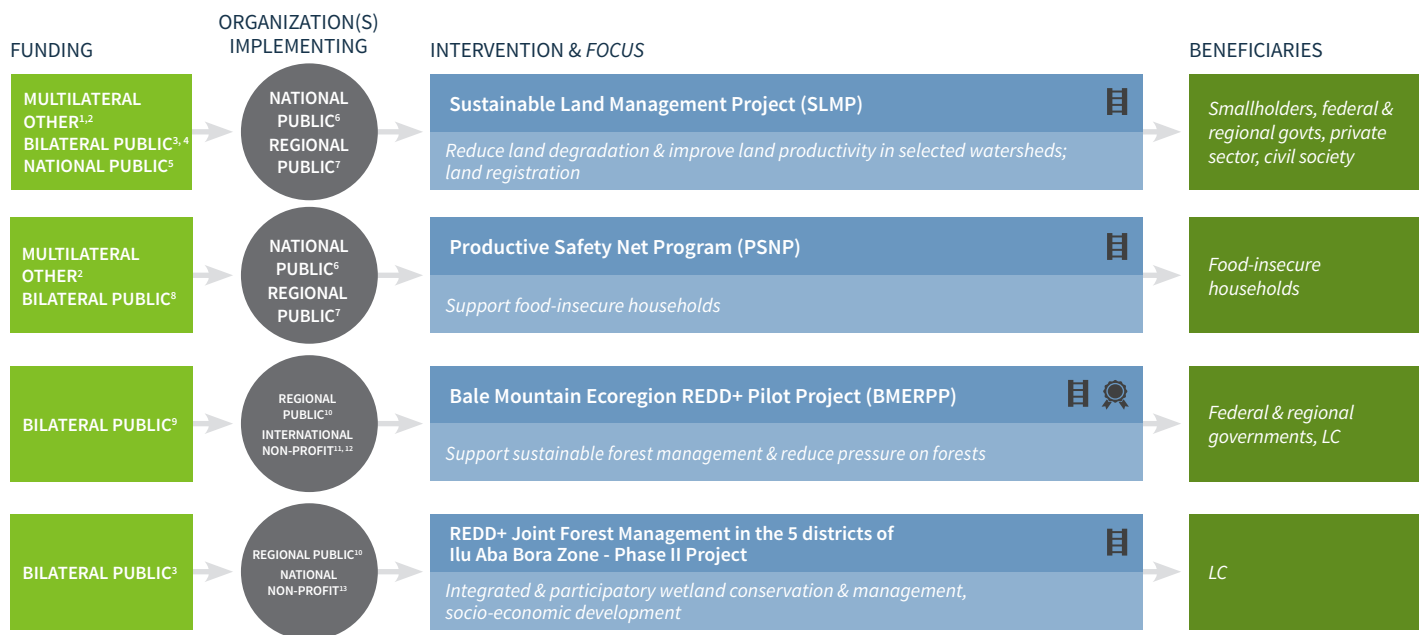 FUNDING
ORGANIZATION(S)
IMPLEMENTING
INTERVENTION & FOCUS
BENEFICIARIES
MULTILATERAL
OTHER1,2
BILATERAL PUBLIC3, 4
NATIONAL PUBLIC5
NATIONAL
PUBLIC6
REGIONAL
PUBLIC7
Sustainable Land Management Project (SLMP)
Reduce land degradation & improve land productivity in selected watersheds;
land registration
Smallholders, federal &
regional govts, private
sector, civil society
MULTILATERAL
OTHER2
BILATERAL PUBLIC8
NATIONAL
PUBLIC6
REGIONAL
PUBLIC7
Productive Safety Net Program (PSNP)
Support food-insecure households
Food-insecure
households
BILATERAL PUBLIC9
REGIONAL
PUBLIC10
INTERNATIONAL
NON-PROFIT11, 12
Bale Mountain Ecoregion REDD+ Pilot Project (BMERPP)
Support sustainable forest management & reduce pressure on forests
Federal & regional
governments, LC
BILATERAL PUBLIC3
REGIONAL PUBLIC10
NATIONAL
NON-PROFIT13
REDD+ Joint Forest Management in the 5 districts of
Ilu Aba Bora Zone - Phase II Project
Integrated & participatory wetland conservation & management,
socio-economic development
LC